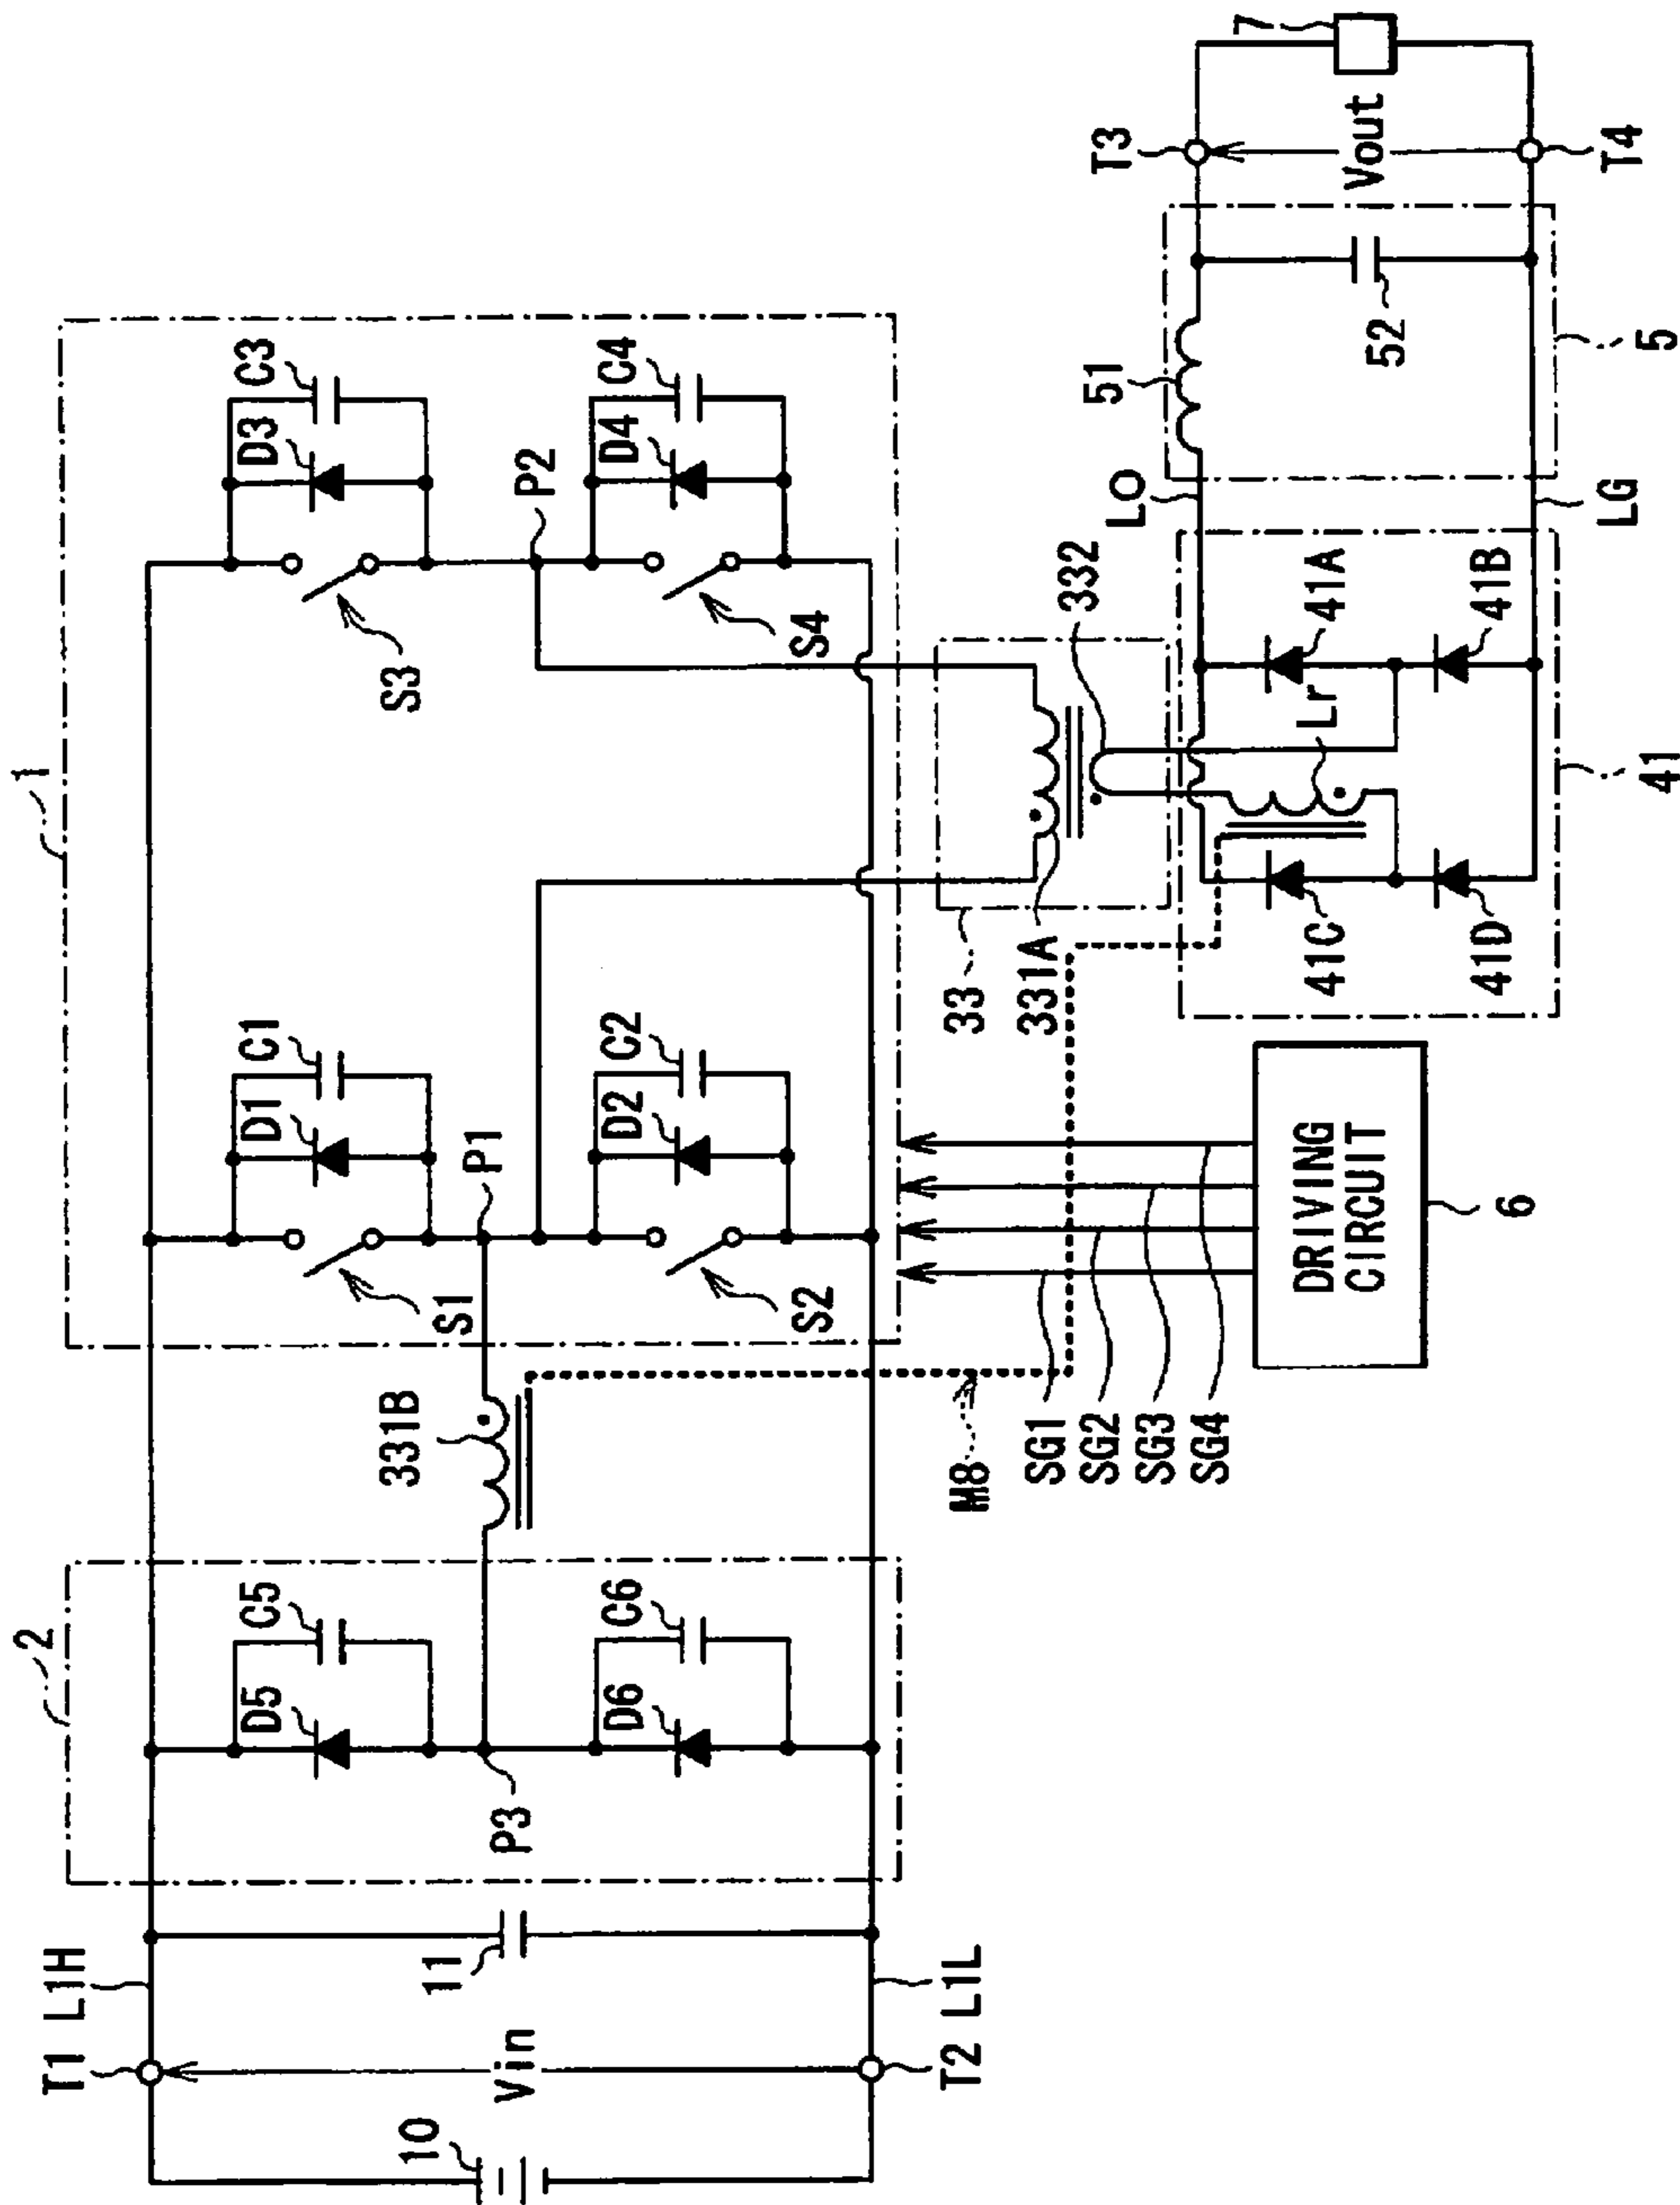 1
2
T1
L1H
10
Vin
11
T2
L1L
D5
C5
D6
C6
P3
331B
S1
D1
C1
P1
S2
D2
C2
S3
D3
C3
P2
S4
D4
C4
M8
SG1
SG2
SG3
SG4
DRIVING
CIRCUIT
6
33
331A
332
41C
41D
Lr
41A
41B
41
LO
LG
51
52
5
T3
Vout
T4
7